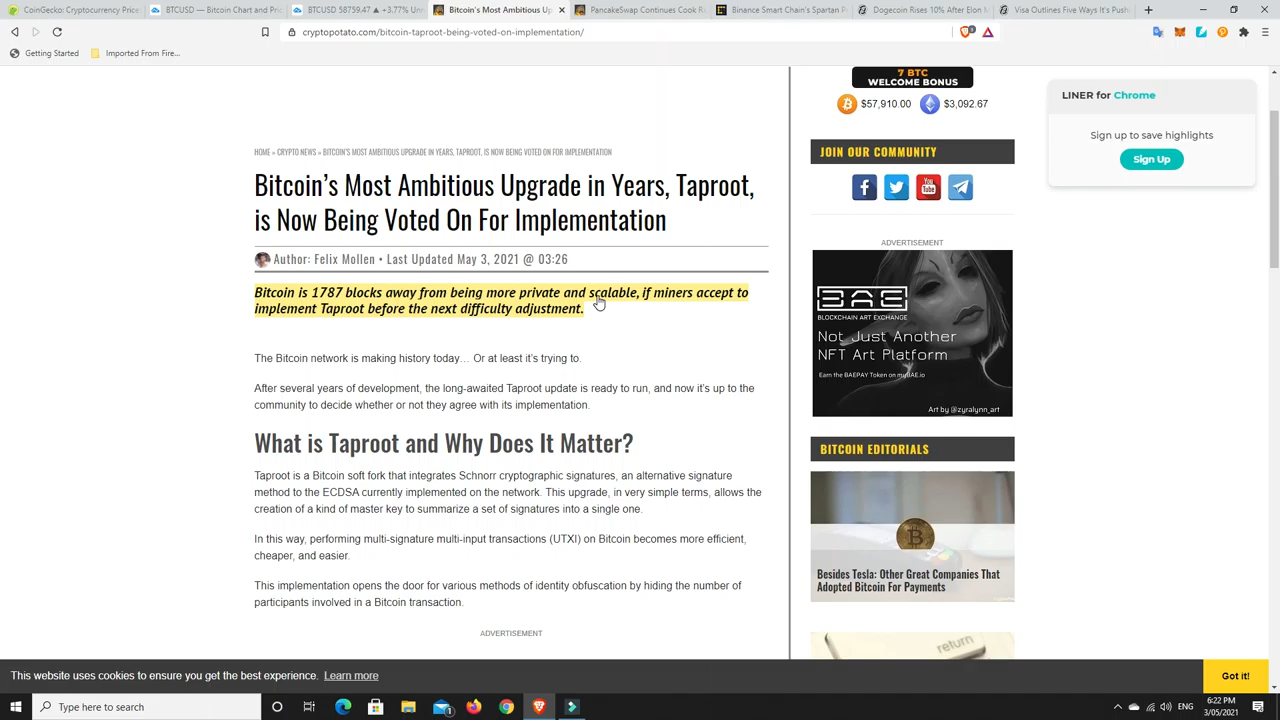 CoinGecko: Cryptocurrency Price
BTCUSD — Bitcoin Chart and Pri
BTCUSD 58759.47 ▲ +3.77% Unn
Bitcoin's Most Ambitious Up
PancakeSwap Continues Cook R
Binance Smart Chain's Spartan P
Dogecoin Rises 10% After Elon M
Visa Outlines Five Ways It's Push
cryptopotato.com/bitcoin-taproot-being-voted-on-implementation/
Getting Started
Imported From Fire...
7 BTC
WELCOME BONUS
$57,910.00 $3,092.67
LINER for Chrome
Sign up to save highlights
Sign Up
HOME » CRYPTO NEWS » BITCOIN'S MOST AMBITIOUS UPGRADE IN YEARS, TAPROOT, IS NOW BEING VOTED ON FOR IMPLEMENTATION
Bitcoin's Most Ambitious Upgrade in Years, Taproot,
is Now Being Voted On For Implementation
Author: Felix Mollen • Last Updated May 3, 2021 @ 03:26
Bitcoin is 1787 blocks away from being more private and scalable, if miners accept to
implement Taproot before the next difficulty adjustment.
The Bitcoin network is making history today… Or at least it's trying to.
After several years of development, the long-awaited Taproot update is ready to run, and now it's up to the
community to decide whether or not they agree with its implementation.
What is Taproot and Why Does It Matter?
Taproot is a Bitcoin soft fork that integrates Schnorr cryptographic signatures, an alternative signature
method to the ECDSA currently implemented on the network. This upgrade, in very simple terms, allows the
creation of a kind of master key to summarize a set of signatures into a single one.
In this way, performing multi-signature multi-input transactions (UTXI) on Bitcoin becomes more efficient,
cheaper, and easier.
This implementation opens the door for various methods of identity obfuscation by hiding the number of
participants involved in a Bitcoin transaction.
ADVERTISEMENT
JOIN OUR COMMUNITY
You
Tube
ADVERTISEMENT
BAE
BLOCKCHAIN ART EXCHANGE
Not Just Another
NFT Art Platform
Earn the BAEPAY Token on myBAE.io
Art by @zyralynn_art
BITCOIN EDITORIALS
Besides Tesla: Other Great Companies That
Adopted Bitcoin For Payments
return
This website uses cookies to ensure you get the best experience. Learn more
Got it!
Type here to search
ENG
6:22 PM
3/05/2021